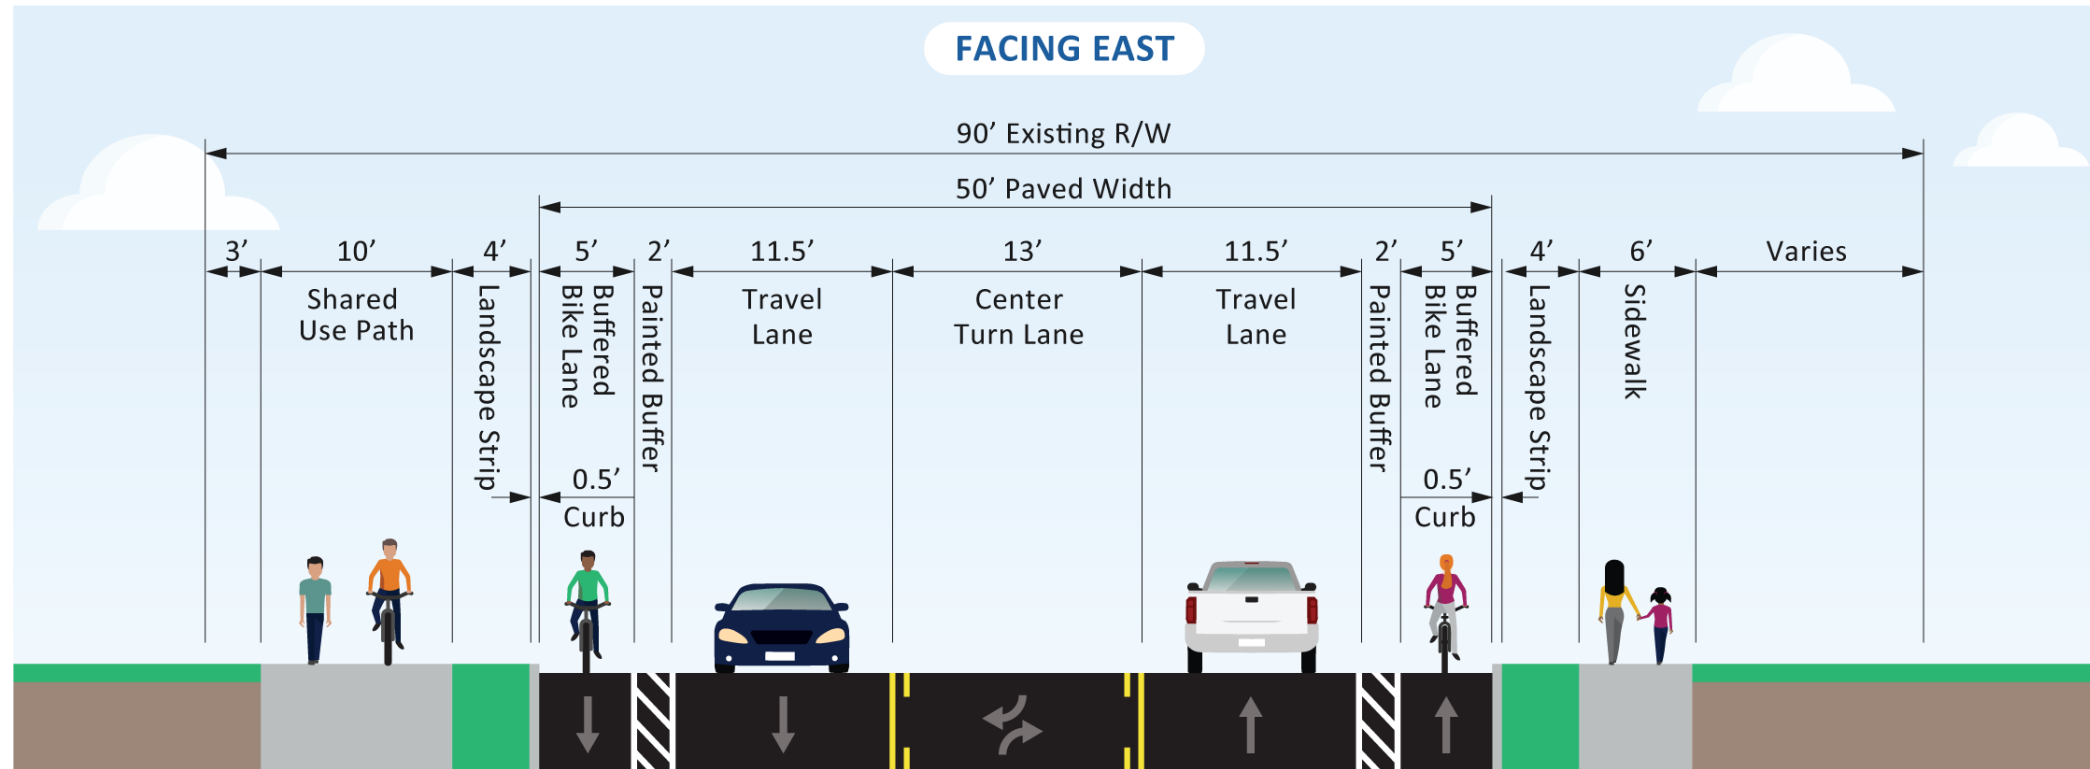 FACING EAST
90’ Existing R/W
50’ Paved Width
3’
10’
4’
5’
2’
11.5’
13’
11.5’
2’
5’
4’
6’
Varies
Shared
Use Path
Landscape Strip
Buffered
Bike Lane
Painted Buffer
Travel
Lane
Center
Turn Lane
Travel
Lane
Painted Buffer
Buffered
Bike Lane
Landscape Strip
Sidewalk
0.5’
Curb
0.5’
Curb